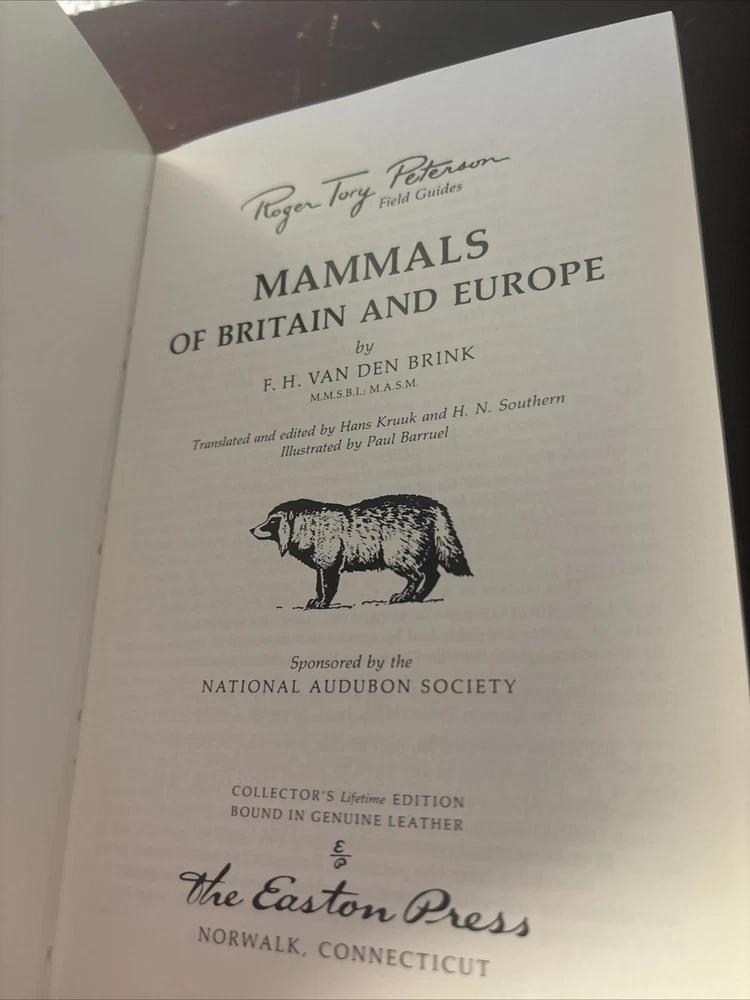 Roger Tory Peterson
Field Guides
MAMMALS
OF BRITAIN AND EUROPE
by
F. H. VAN DEN BRINK
M.M.S.B.I.; M.A.S.M.
Translated and edited by Hans Kruuk and H. N. Southern
Illustrated by Paul Barruel
Sponsored by the
NATIONAL AUDUBON SOCIETY
COLLECTOR'S Lifetime EDITION
BOUND IN GENUINE LEATHER
E
P
The Easton Press
NORWALK, CONNECTICUT